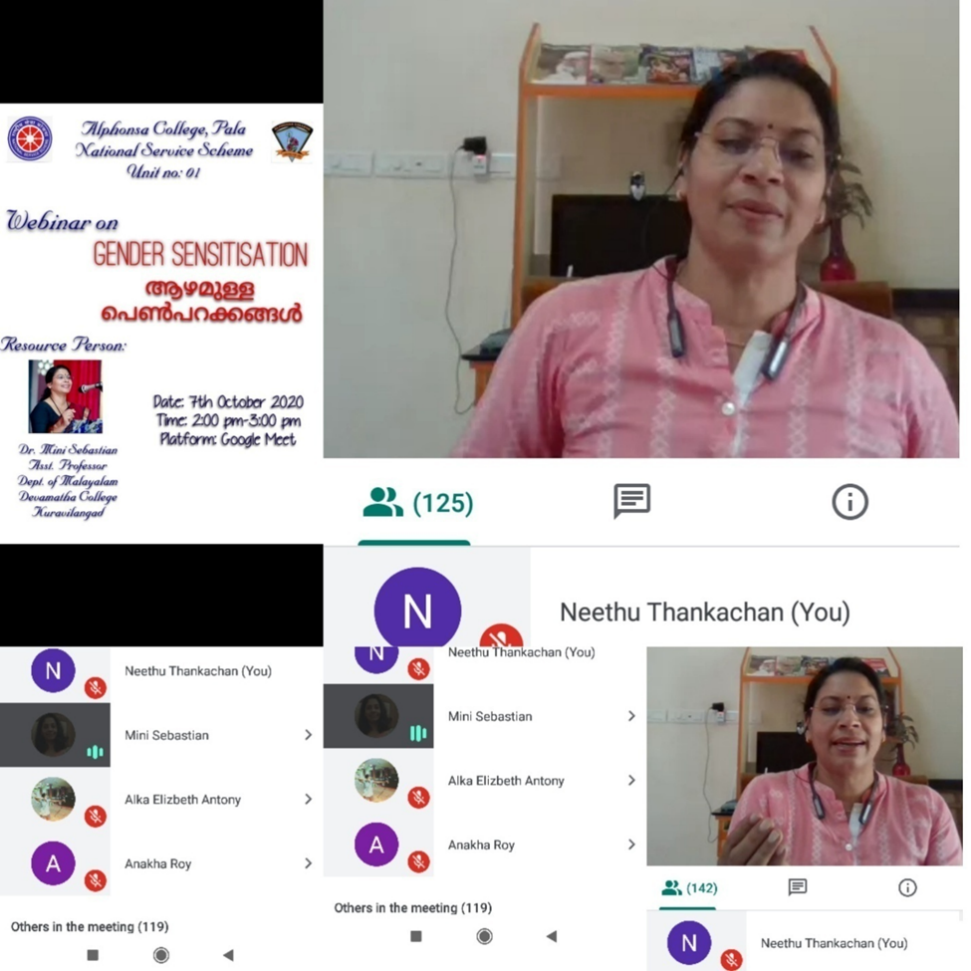 Alphonsa College, Pala
National Service Scheme
Unit no: 01
Webinar on
GENDER SENSITISATION
ആഴമുള്ള
പെൺപറക്കങ്ങൾ
Resource Person:
Date: 7th October 2020
Time: 2:00 pm-3:00 pm
Platform: Google Meet
Dr. Mini Sebastian
Asst. Professor
Dept. of Malayalam
Devamatha College
Kuravilangad
(125)
N
Neethu Thankachan (You)
N
Neethu Thankachan (You)
Mini Sebastian
Alka Elizbeth Antony
A
Anakha Roy
Others in the meeting (119)
N
Neethu Thankachan (You)
Mini Sebastian
Alka Elizbeth Antony
A
Anakha Roy
Others in the meeting (119)
(142)
N
Neethu Thankachan (You)